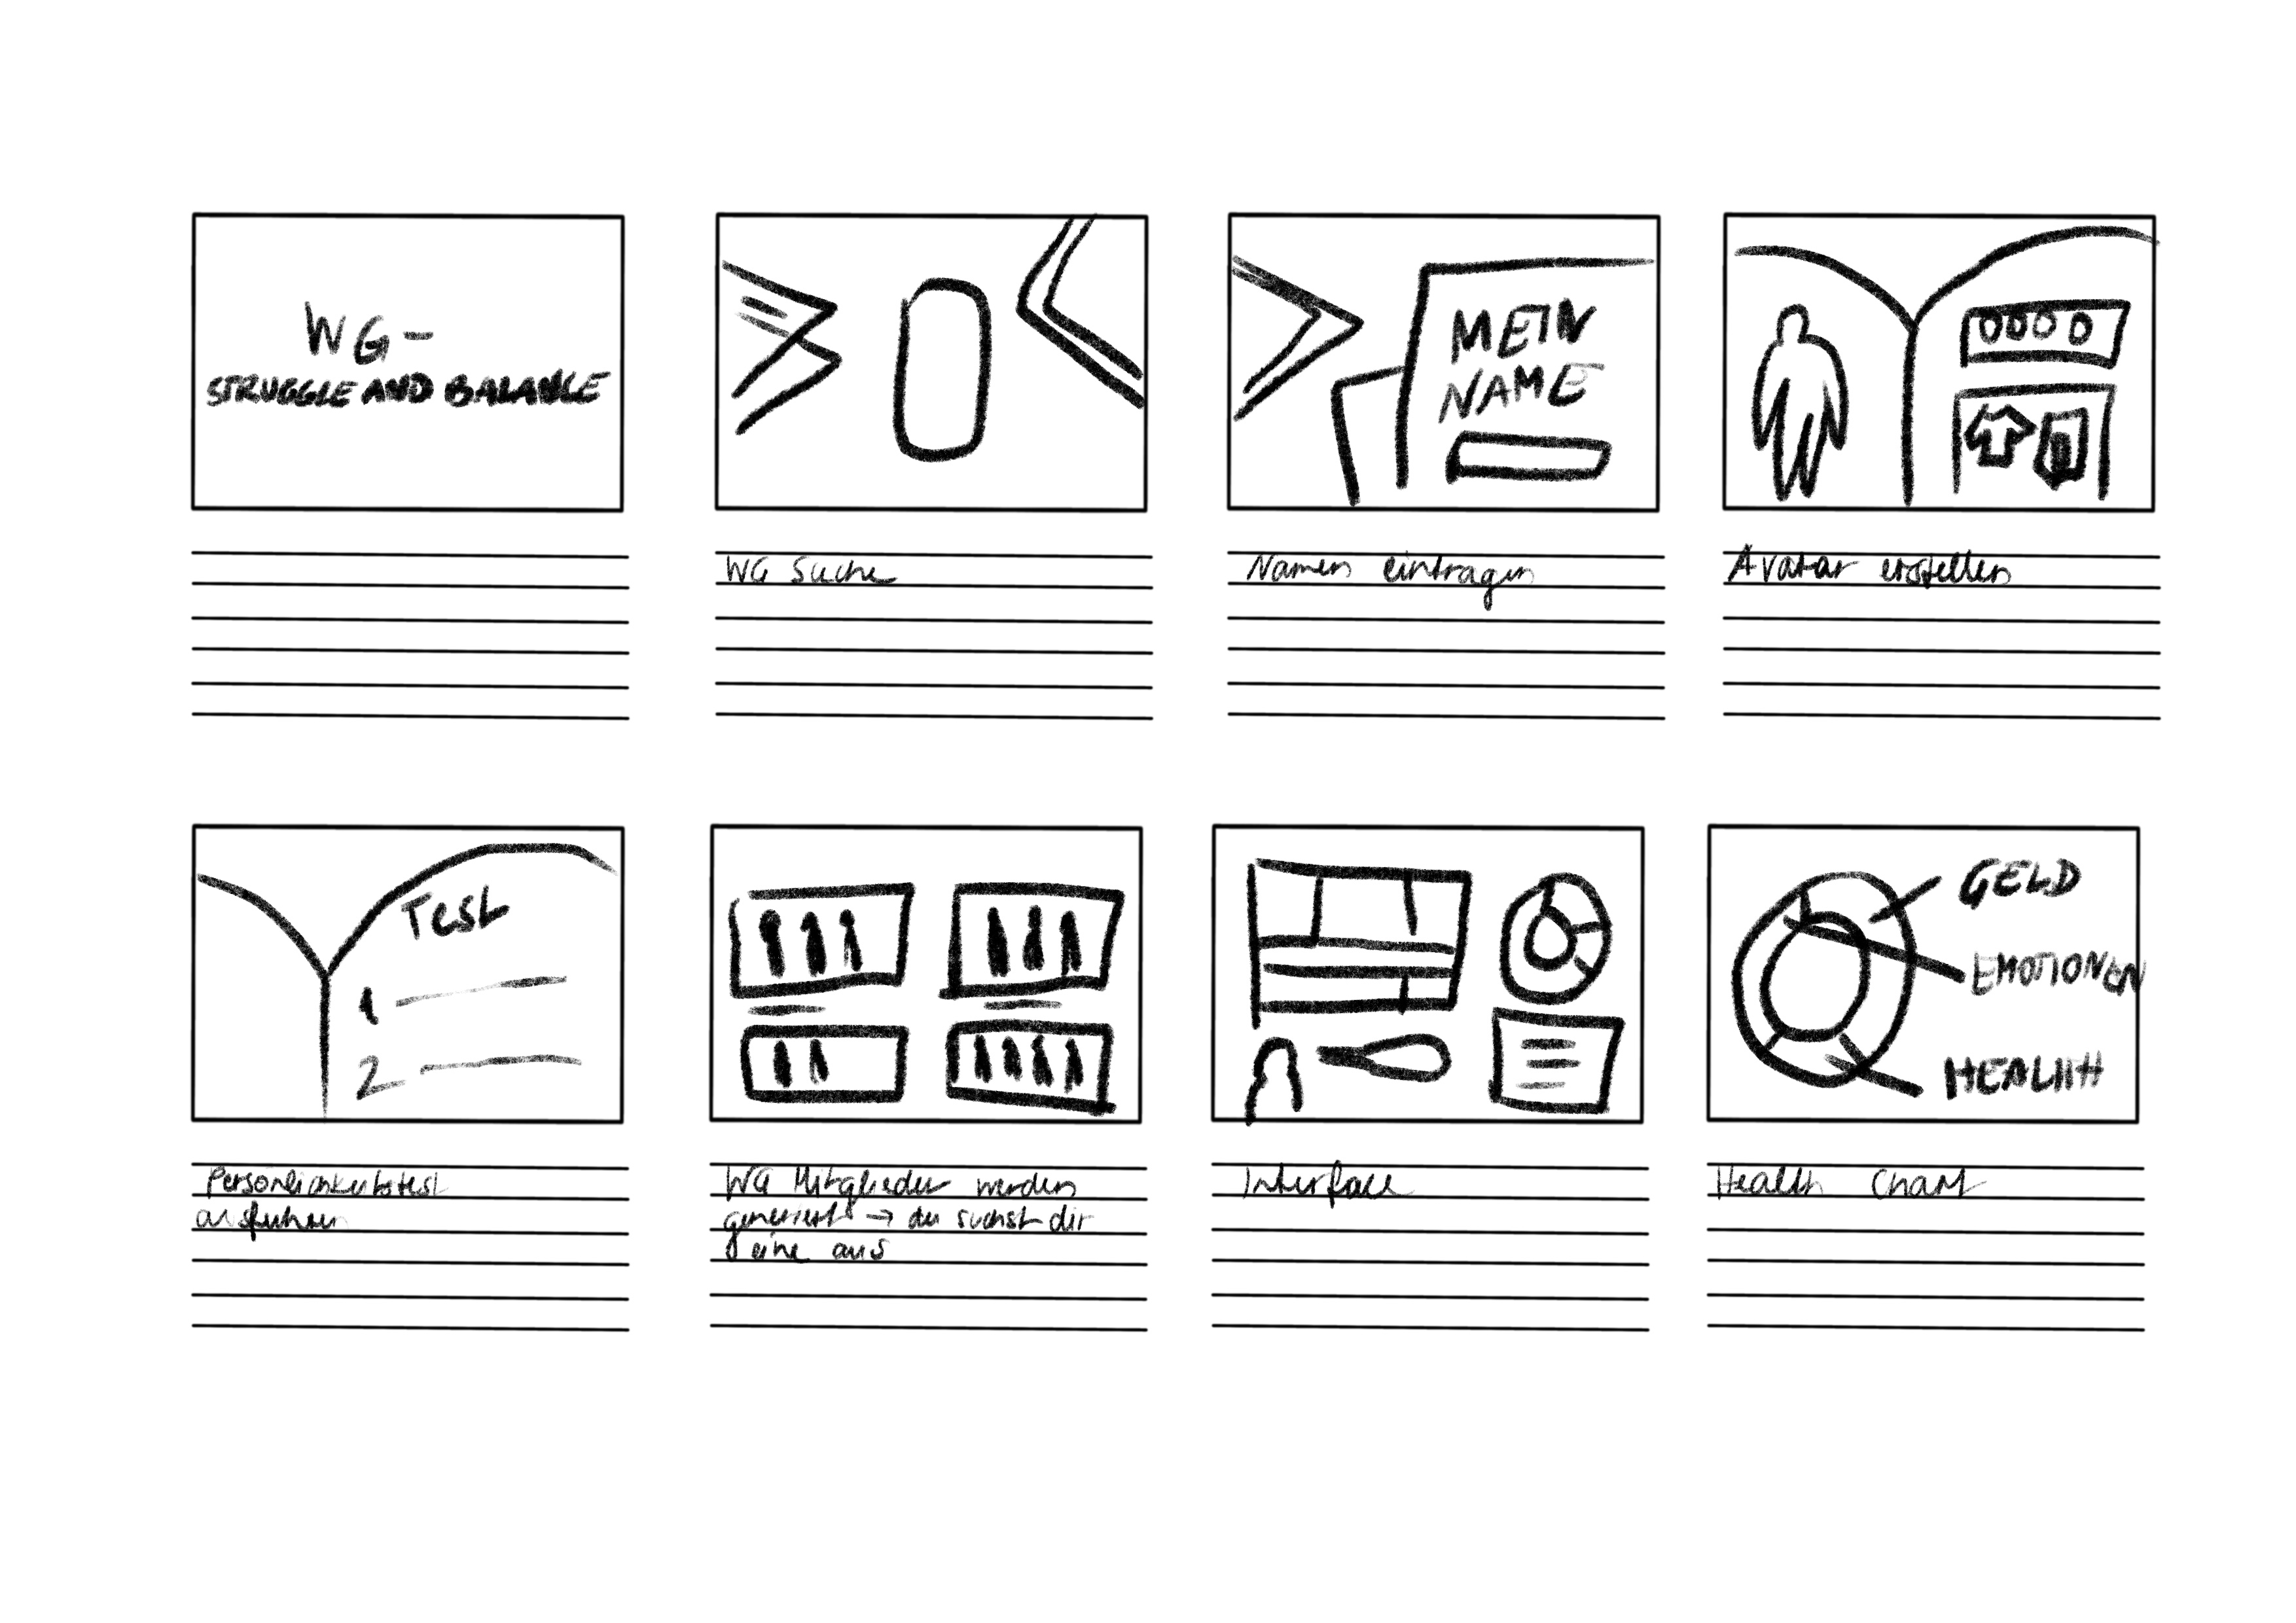 WG-
STRUGGLE AND BALANCE
MEIN
NAME
WG Suche
Namen eintragen
Avatar erstellen
Test
1
2
GELD
EMOTIONEN
HEALTH
Persönlichkeitstest
ausführen
WG Mitglieder werden
generiert → du suchst dir
eine aus
Interface
Health Chart